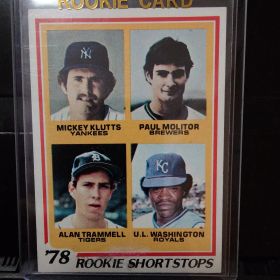 ROOKIE CARD
MICKEY KLUTTS PAUL MOLITOR
YANKEES BREWERS
ALAN TRAMMELL U.L. WASHINGTON
TIGERS ROYALS
'78 ROOKIE SHORTSTOPS